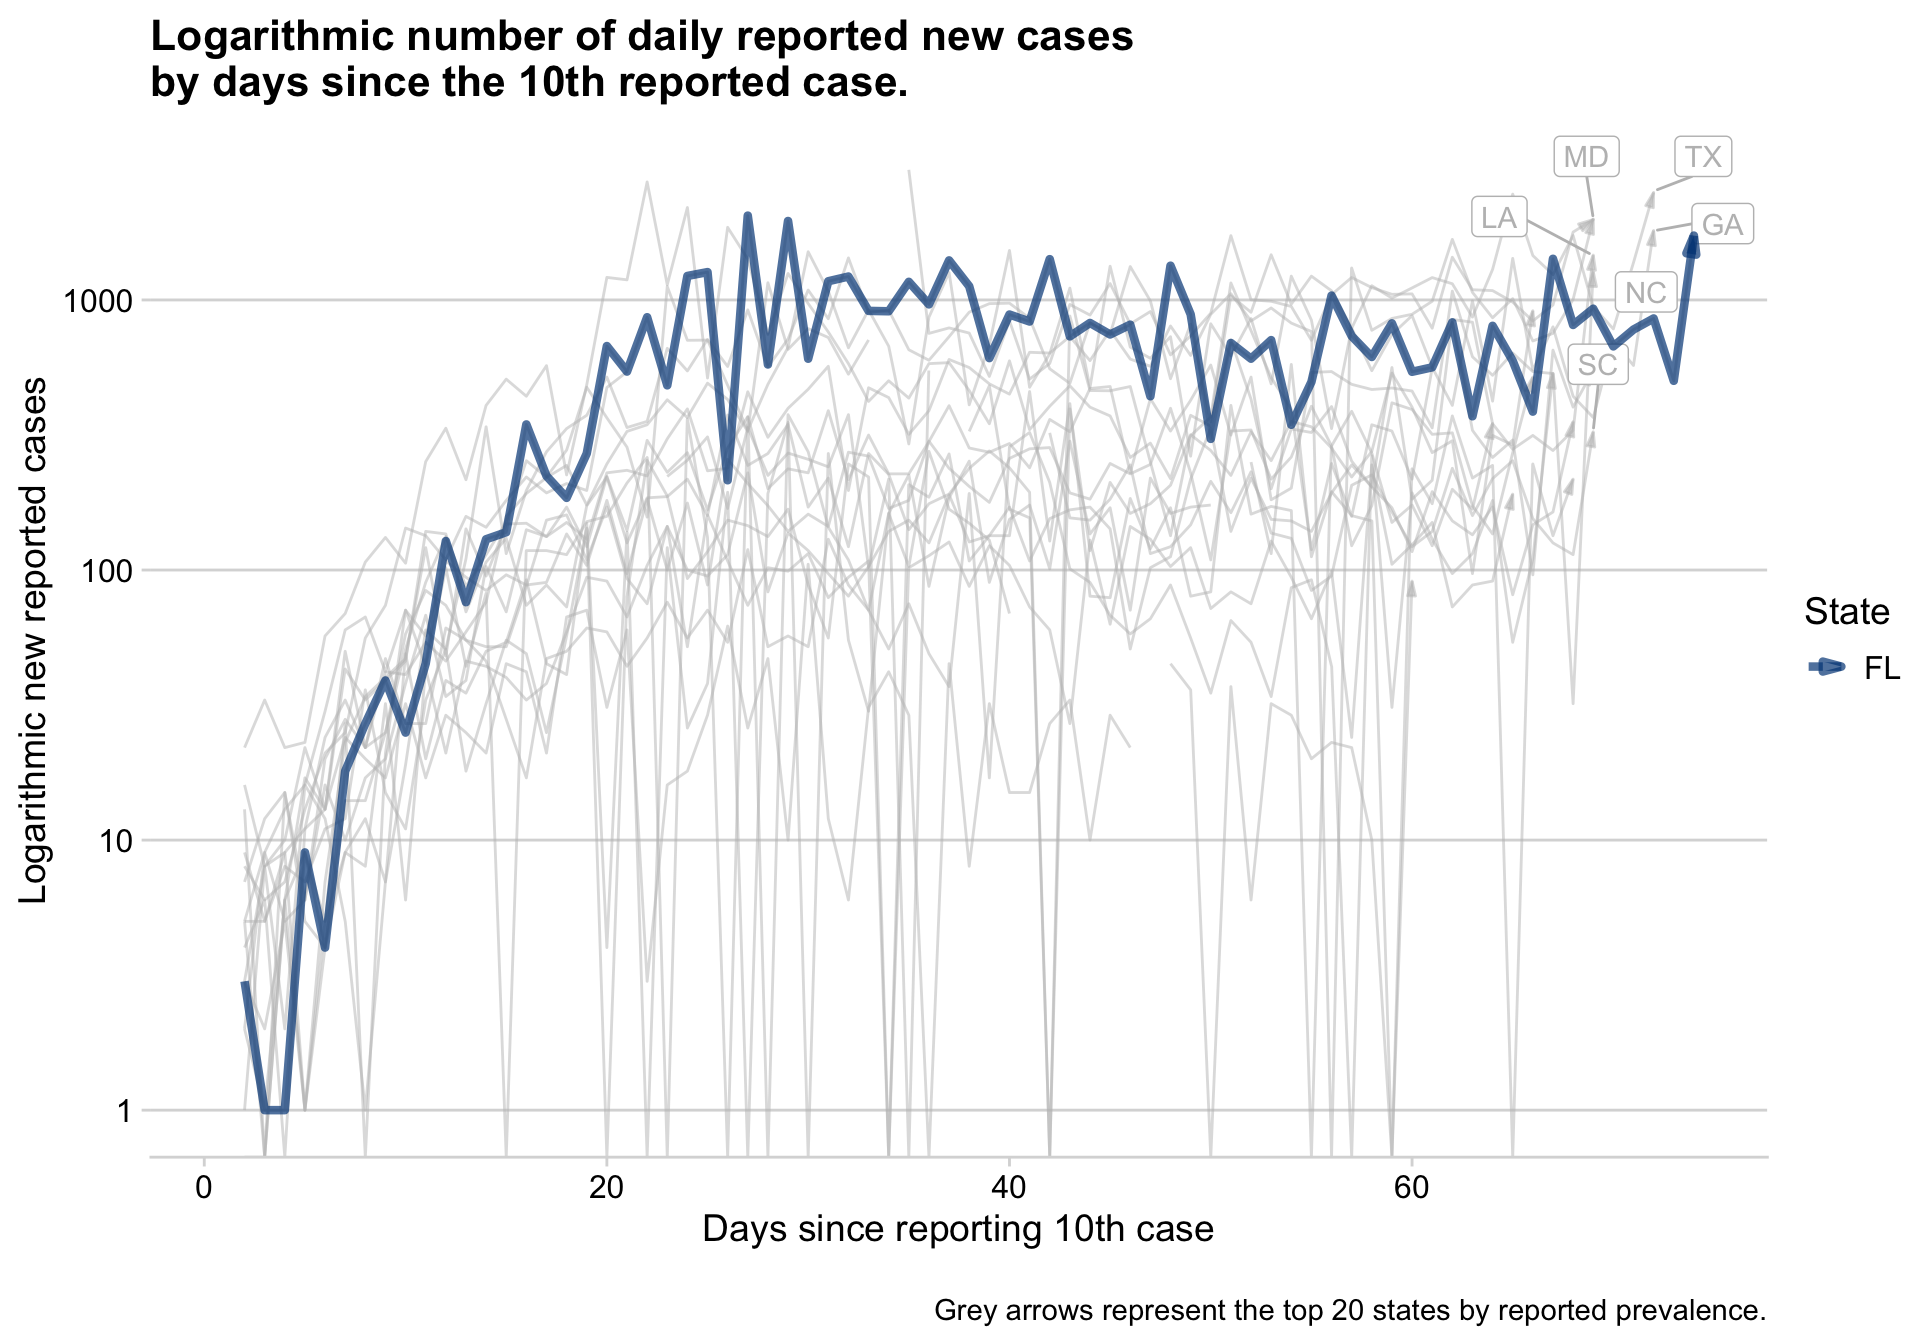 Logarithmic number of daily reported new cases
by days since the 10th reported case.
MD
TX
LA
GA
NC
SC
1000
100
10
1
Logarithmic new reported cases
0
20
40
60
Days since reporting 10th case
State
FL
Grey arrows represent the top 20 states by reported prevalence.